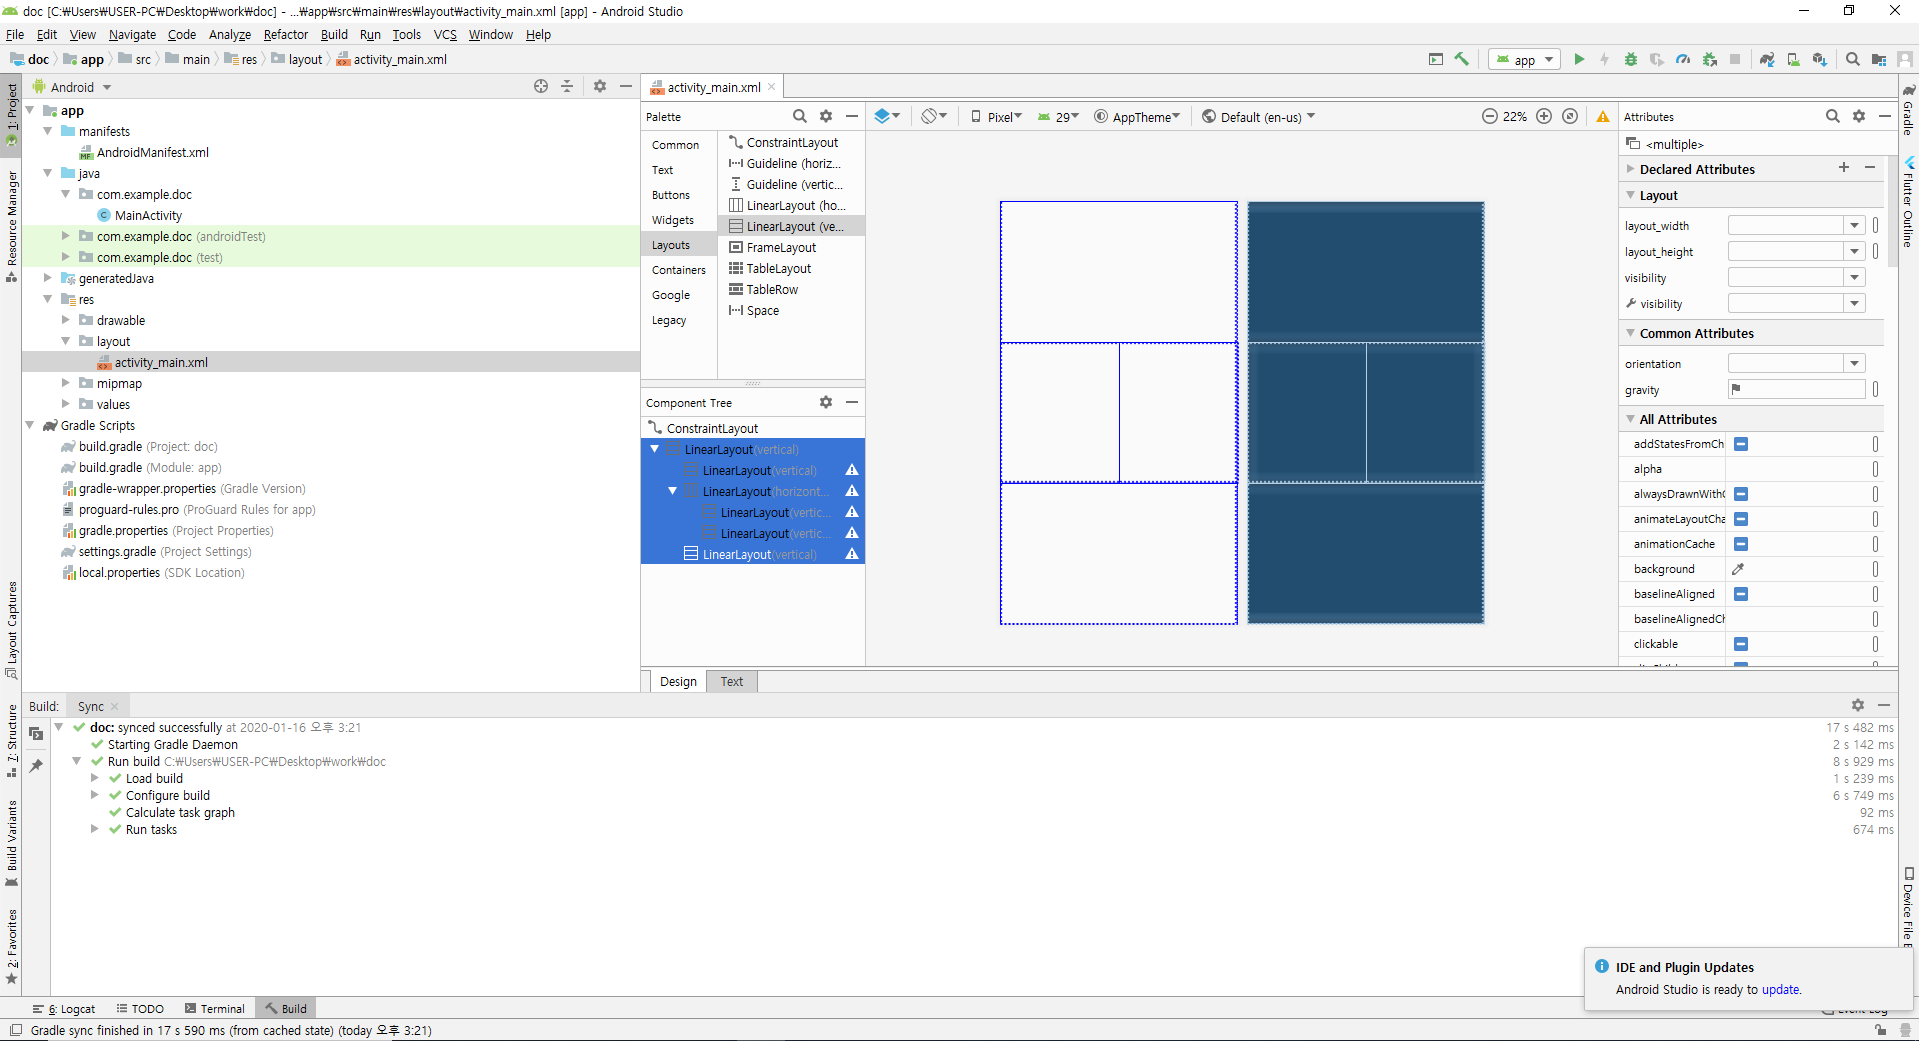 doc [C:₩Users₩USER-PC₩Desktop₩work₩doc] - ...₩app₩src₩main₩res₩layout₩activity_main.xml [app] - Android Studio
File Edit View Navigate Code Analyze Refactor Build Run Tools VCS Window Help
doc app src main res layout activity_main.xml
app
1: Project
Resource Manager
Layout Captures
7: Structure
Build Variants
2: Favorites
Android
app
manifests
AndroidManifest.xml
java
com.example.doc
MainActivity
com.example.doc (androidTest)
com.example.doc (test)
generatedJava
res
drawable
layout
activity_main.xml
mipmap
values
Gradle Scripts
build.gradle (Project: doc)
build.gradle (Module: app)
gradle-wrapper.properties (Gradle Version)
proguard-rules.pro (ProGuard Rules for app)
gradle.properties (Project Properties)
settings.gradle (Project Settings)
local.properties (SDK Location)
activity_main.xml
Palette
Common
Text
Buttons
Widgets
Layouts
Containers
Google
Legacy
ConstraintLayout
Guideline (horiz...
Guideline (vertic...
LinearLayout (ho...
LinearLayout (ve...
FrameLayout
TableLayout
TableRow
Space
Component Tree
ConstraintLayout
LinearLayout(vertical)
LinearLayout(vertical)
LinearLayout(horizont...
LinearLayout(vertic...
LinearLayout(vertic...
LinearLayout(vertical)
Pixel 29 AppTheme Default (en-us) 22%
Design Text
Attributes
<multiple>
Declared Attributes
Layout
layout_width
layout_height
visibility
visibility
Common Attributes
orientation
gravity
All Attributes
addStatesFromCh
alpha
alwaysDrawnWithC
animateLayoutCha
animationCache
background
baselineAligned
baselineAlignedCh
clickable
Gradle
Flutter Outline
Device File E
Build: Sync
doc: synced successfully at 2020-01-16 오후 3:21 17 s 482 ms
Starting Gradle Daemon 2 s 142 ms
Run build C:₩Users₩USER-PC₩Desktop₩work₩doc 8 s 929 ms
Load build 1 s 239 ms
Configure build 6 s 749 ms
Calculate task graph 92 ms
Run tasks 674 ms
IDE and Plugin Updates
Android Studio is ready to update.
6: Logcat TODO Terminal Build Event Log
Gradle sync finished in 17 s 590 ms (from cached state) (today 오후 3:21)